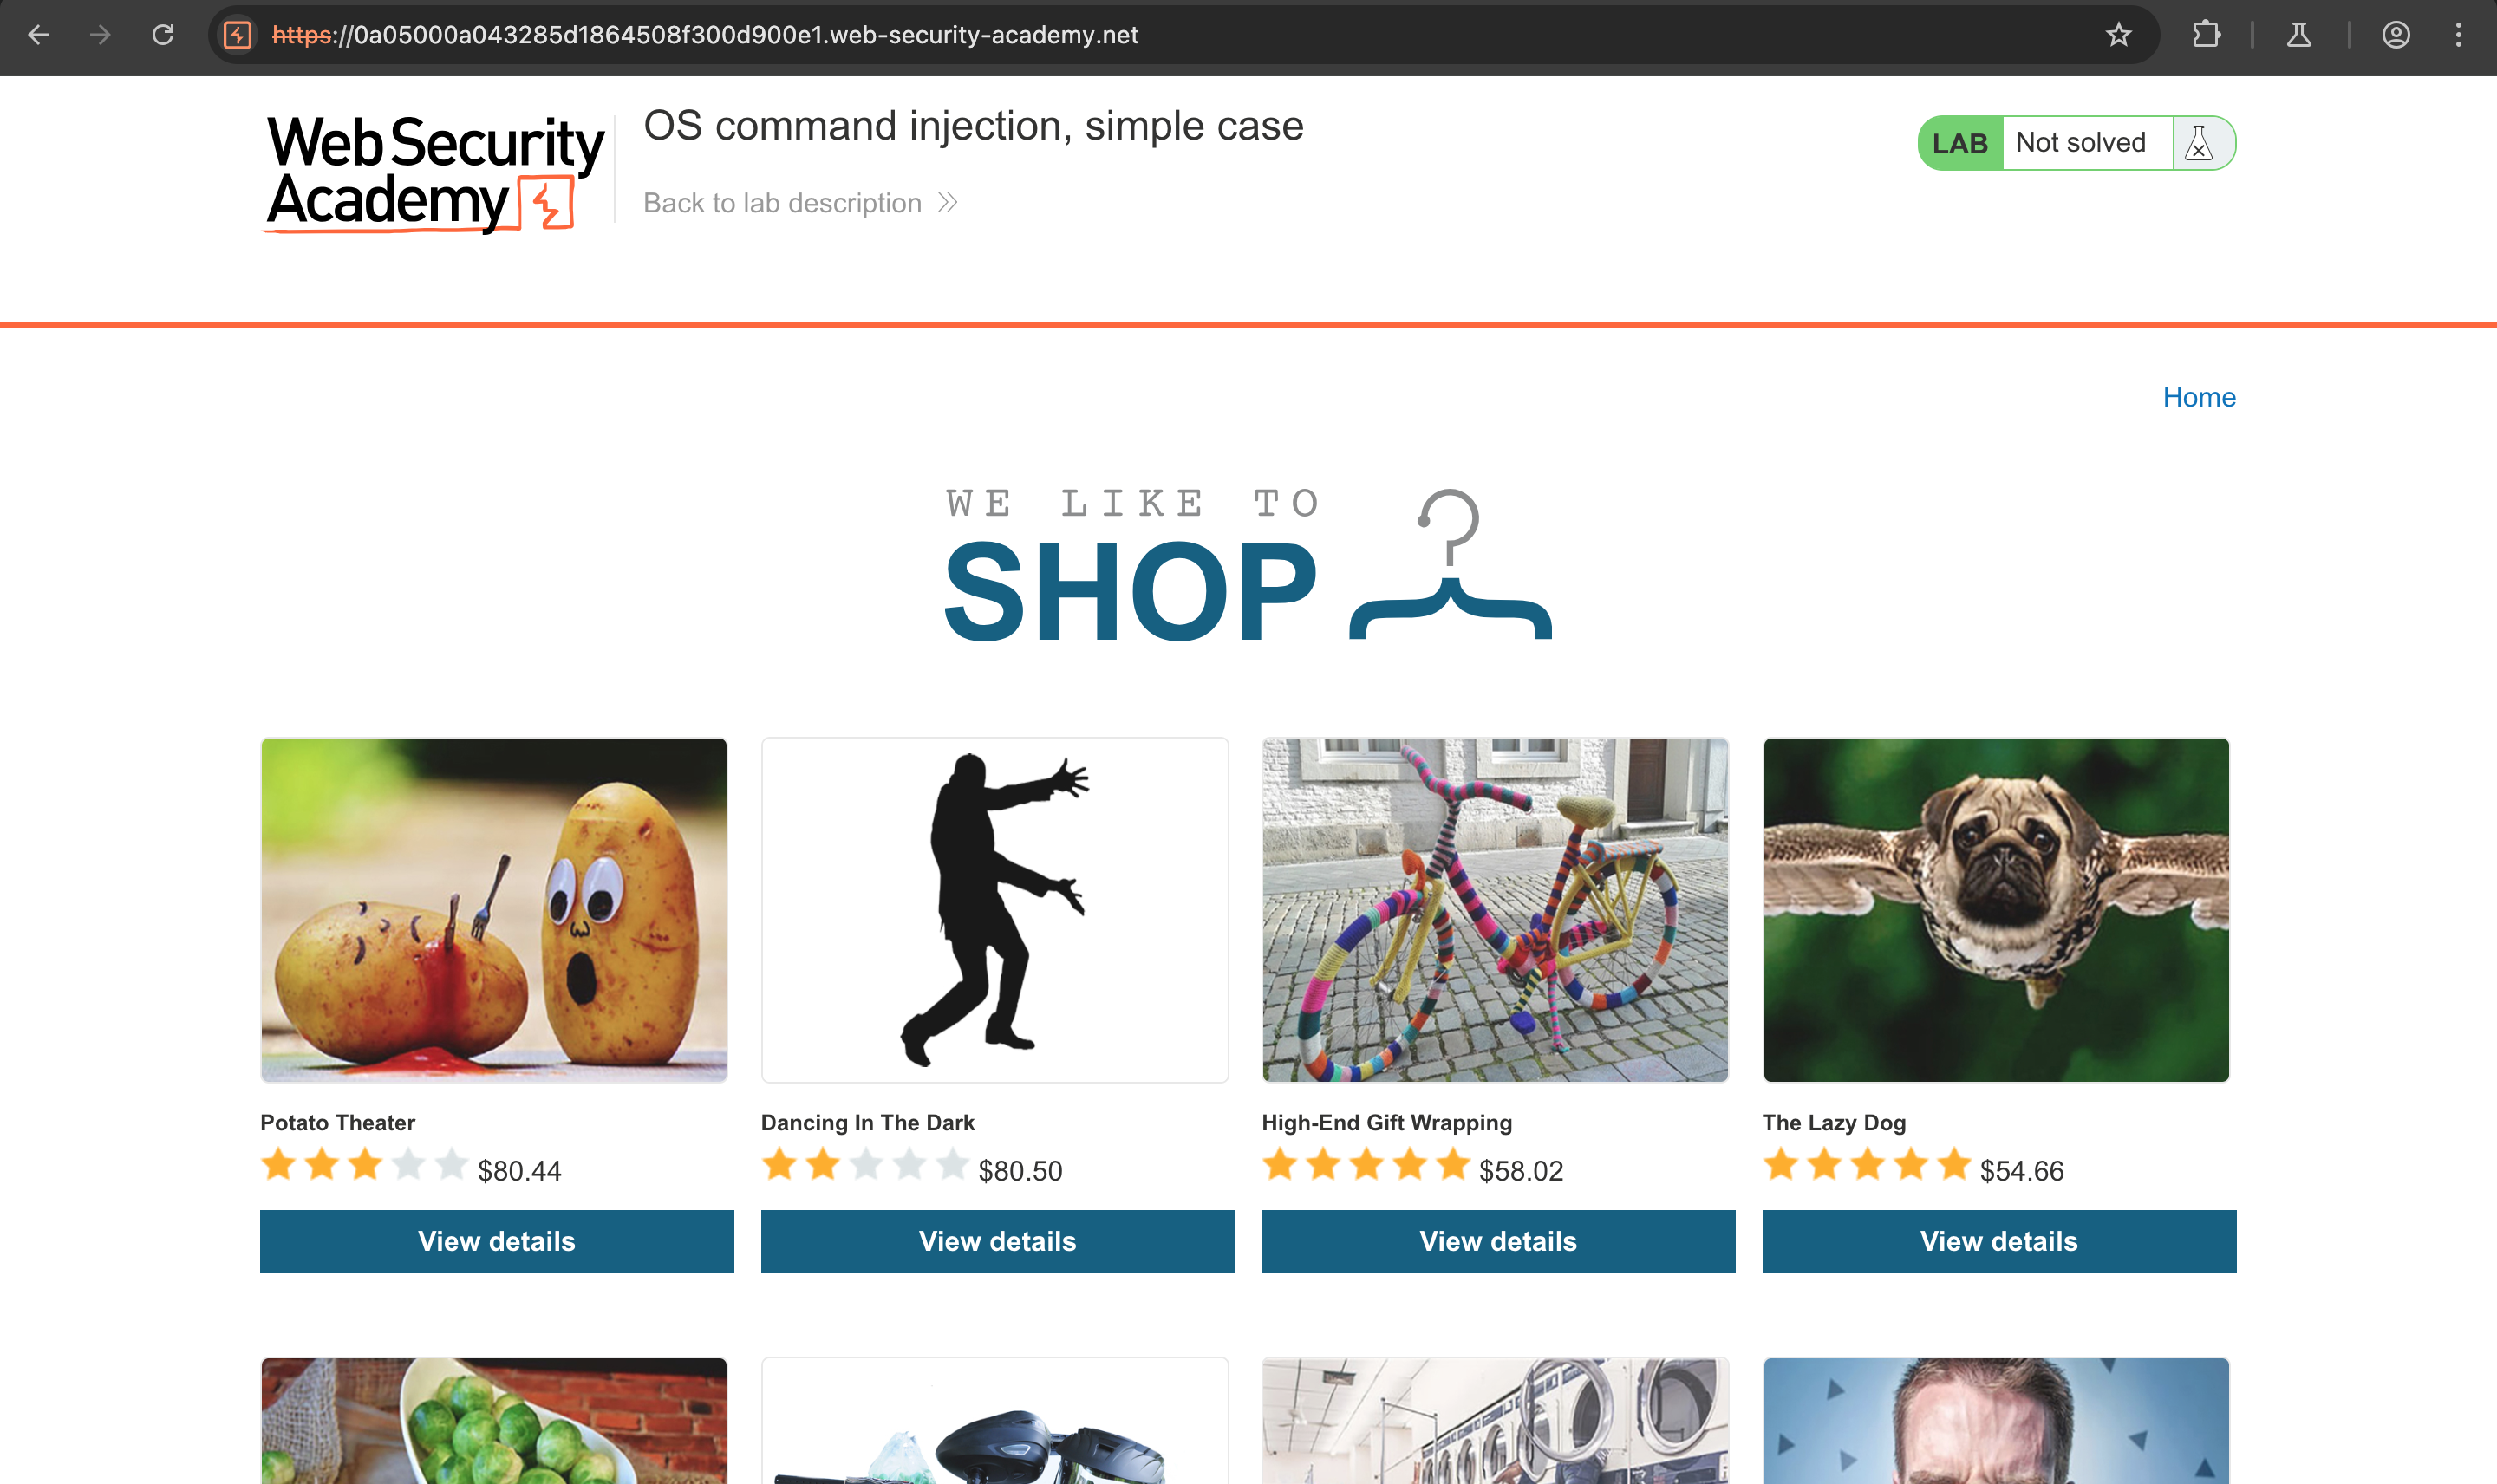 https://0a05000a043285d1864508f300d900e1.web-security-academy.net
Web Security
Academy
OS command injection, simple case
Back to lab description
LAB Not solved
Home
WE LIKE TO
SHOP
Potato Theater
$80.44
View details
Dancing In The Dark
$80.50
View details
High-End Gift Wrapping
$58.02
View details
The Lazy Dog
$54.66
View details